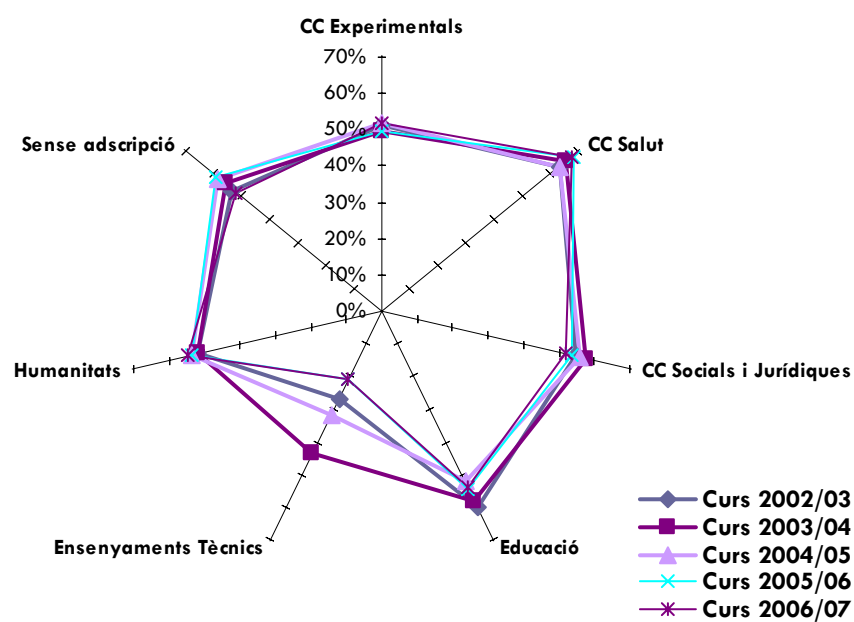 CC Experimentals
70%
60%
50%
40%
30%
20%
10%
0%
Sense adscripció
CC Salut
Humanitats
CC Socials i Jurídiques
Ensenyaments Tècnics
Educació
Curs 2002/03
Curs 2003/04
Curs 2004/05
Curs 2005/06
Curs 2006/07